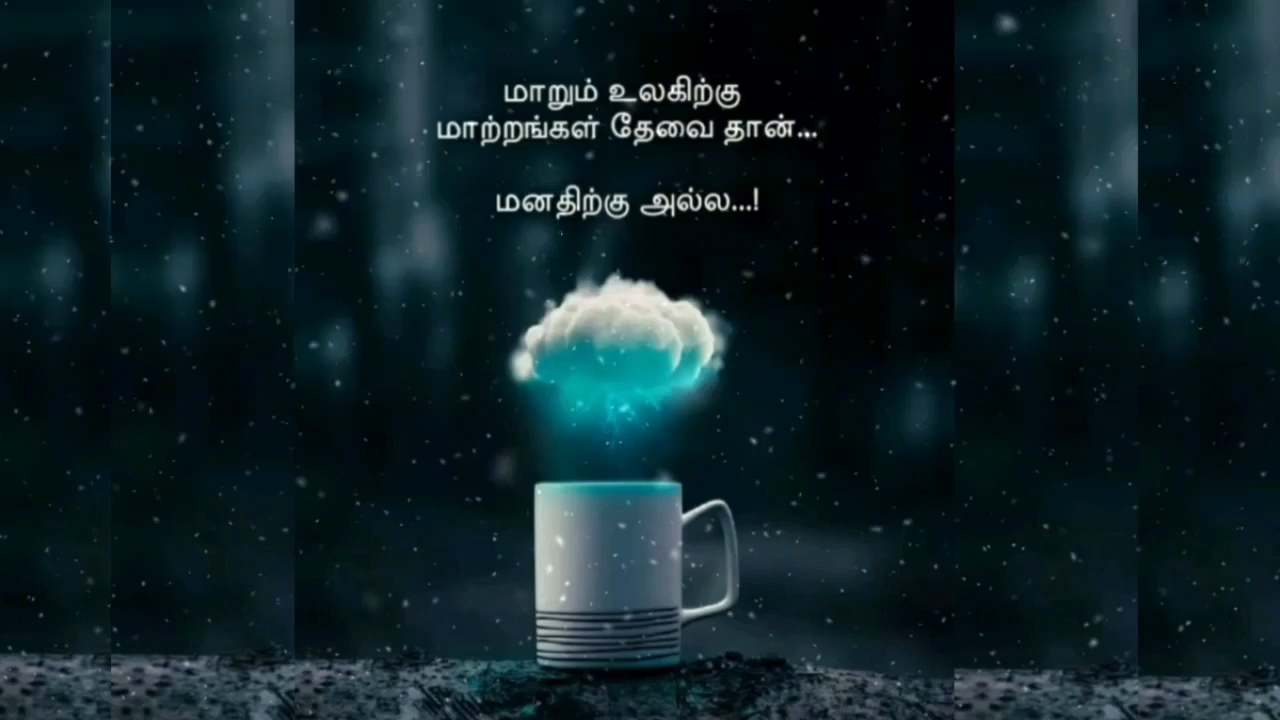 மாறும் உலகிற்கு
மாற்றங்கள் தேவை தான்...
மனதிற்கு அல்ல...!